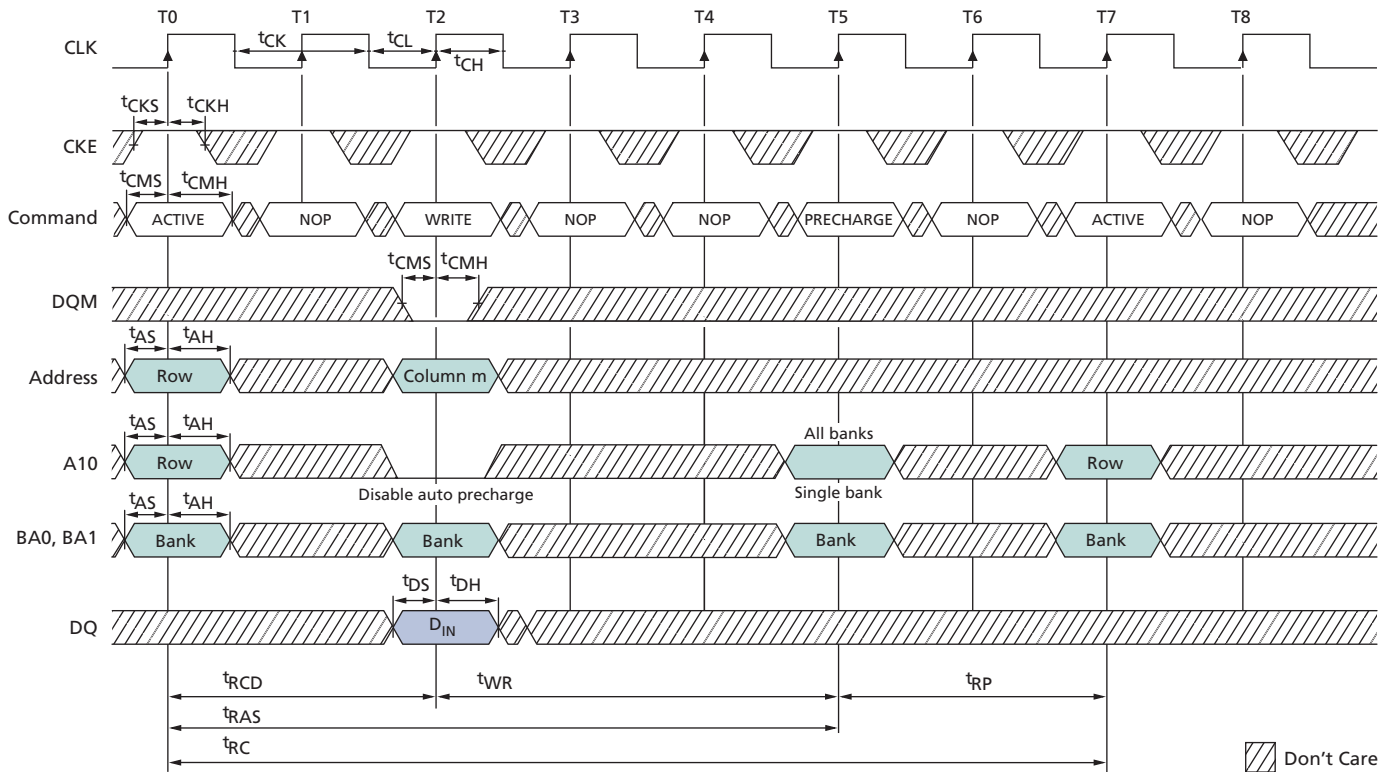 T0 T1 T2 T3 T4 T5 T6 T7 T8
CLK
tCK tCL
tCH
tCKS tCKH
CKE
tCMS tCMH
Command ACTIVE NOP WRITE NOP NOP PRECHARGE NOP ACTIVE NOP
tCMS tCMH
DQM
tAS tAH
Address Row Column m
tAS tAH All banks
A10 Row Row
Disable auto precharge Single bank
tAS tAH
BA0, BA1 Bank Bank Bank Bank
tDS tDH
DQ DIN
tRCD tWR tRP
tRAS
tRC
Don't Care